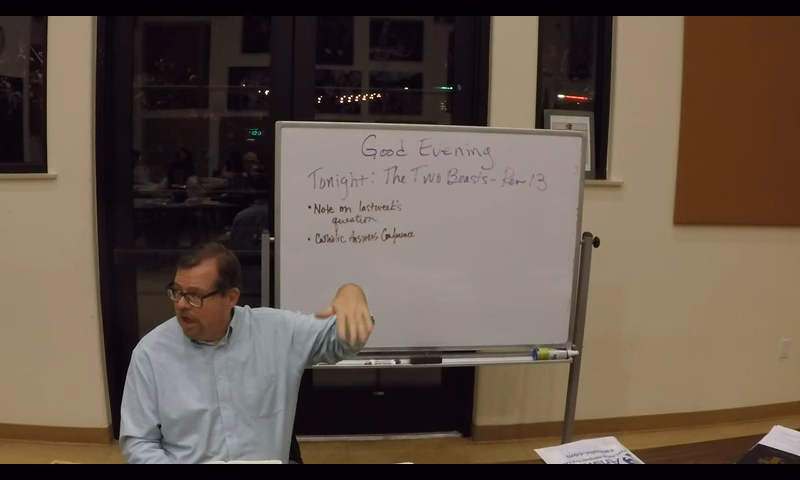 Good Evening
Tonight: The Two Beasts - Rev 13
• Note on last week's
question
• Catholic Answers Conference